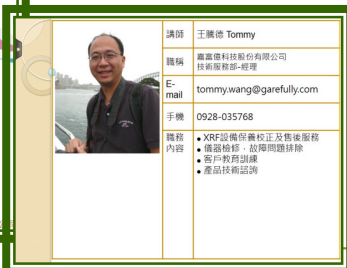 講師 王騰德 Tommy
職稱 嘉富億科技股份有限公司
技術服務部-經理
E-mail tommy.wang@garefully.com
手機 0928-035768
職務內容 • XRF設備保養校正及售後服務
• 儀器檢修，故障問題排除
• 客戶教育訓練
• 產品技術諮詢